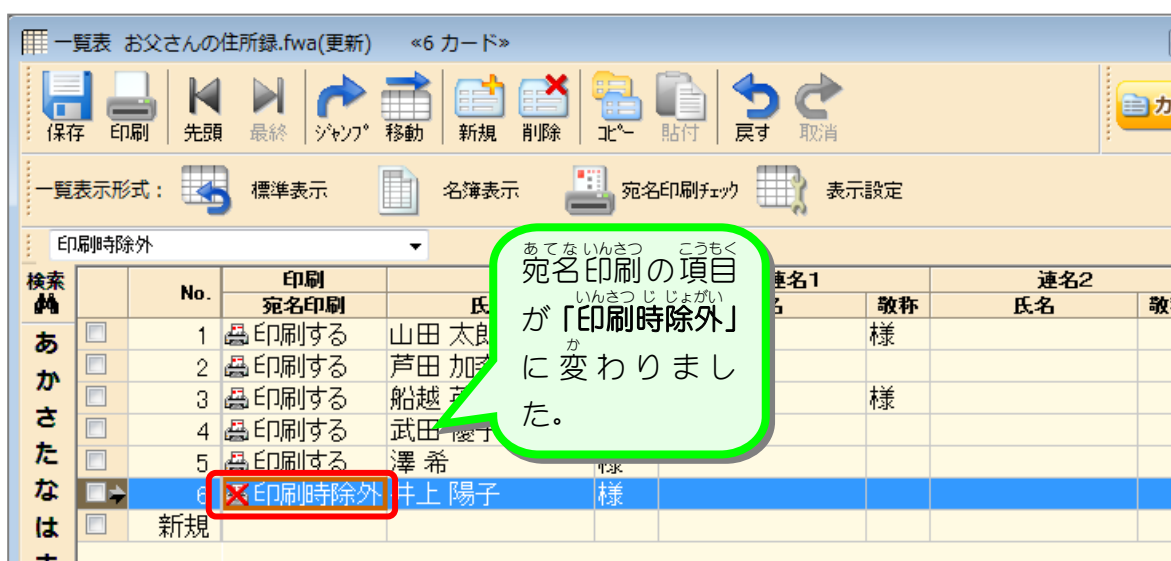 一覧表 お父さんの住所録.fwa(更新) «6 カード»
保存 印刷 先頭 最終 ジャンプ 移動 新規 削除 コピー 貼付 戻す 取消
一覧表示形式： 標準表示 名簿表示 宛名印刷チェック 表示設定
印刷時除外
検索 No. 印刷 連名1 連名2
宛名印刷 氏 敬称 氏名
あ
か
さ
た
な
は
1 印刷する 山田 太郎 様
2 印刷する 芦田
3 印刷する 船越 様
4 印刷する 武田 優子
5 印刷する 澤 希 様
6 印刷時除外 井上 陽子 様
新規
あてないんさつ こうもく
宛名印刷の項目
いんさつじじょがい
が「印刷時除外」
か
に変わりまし
た。